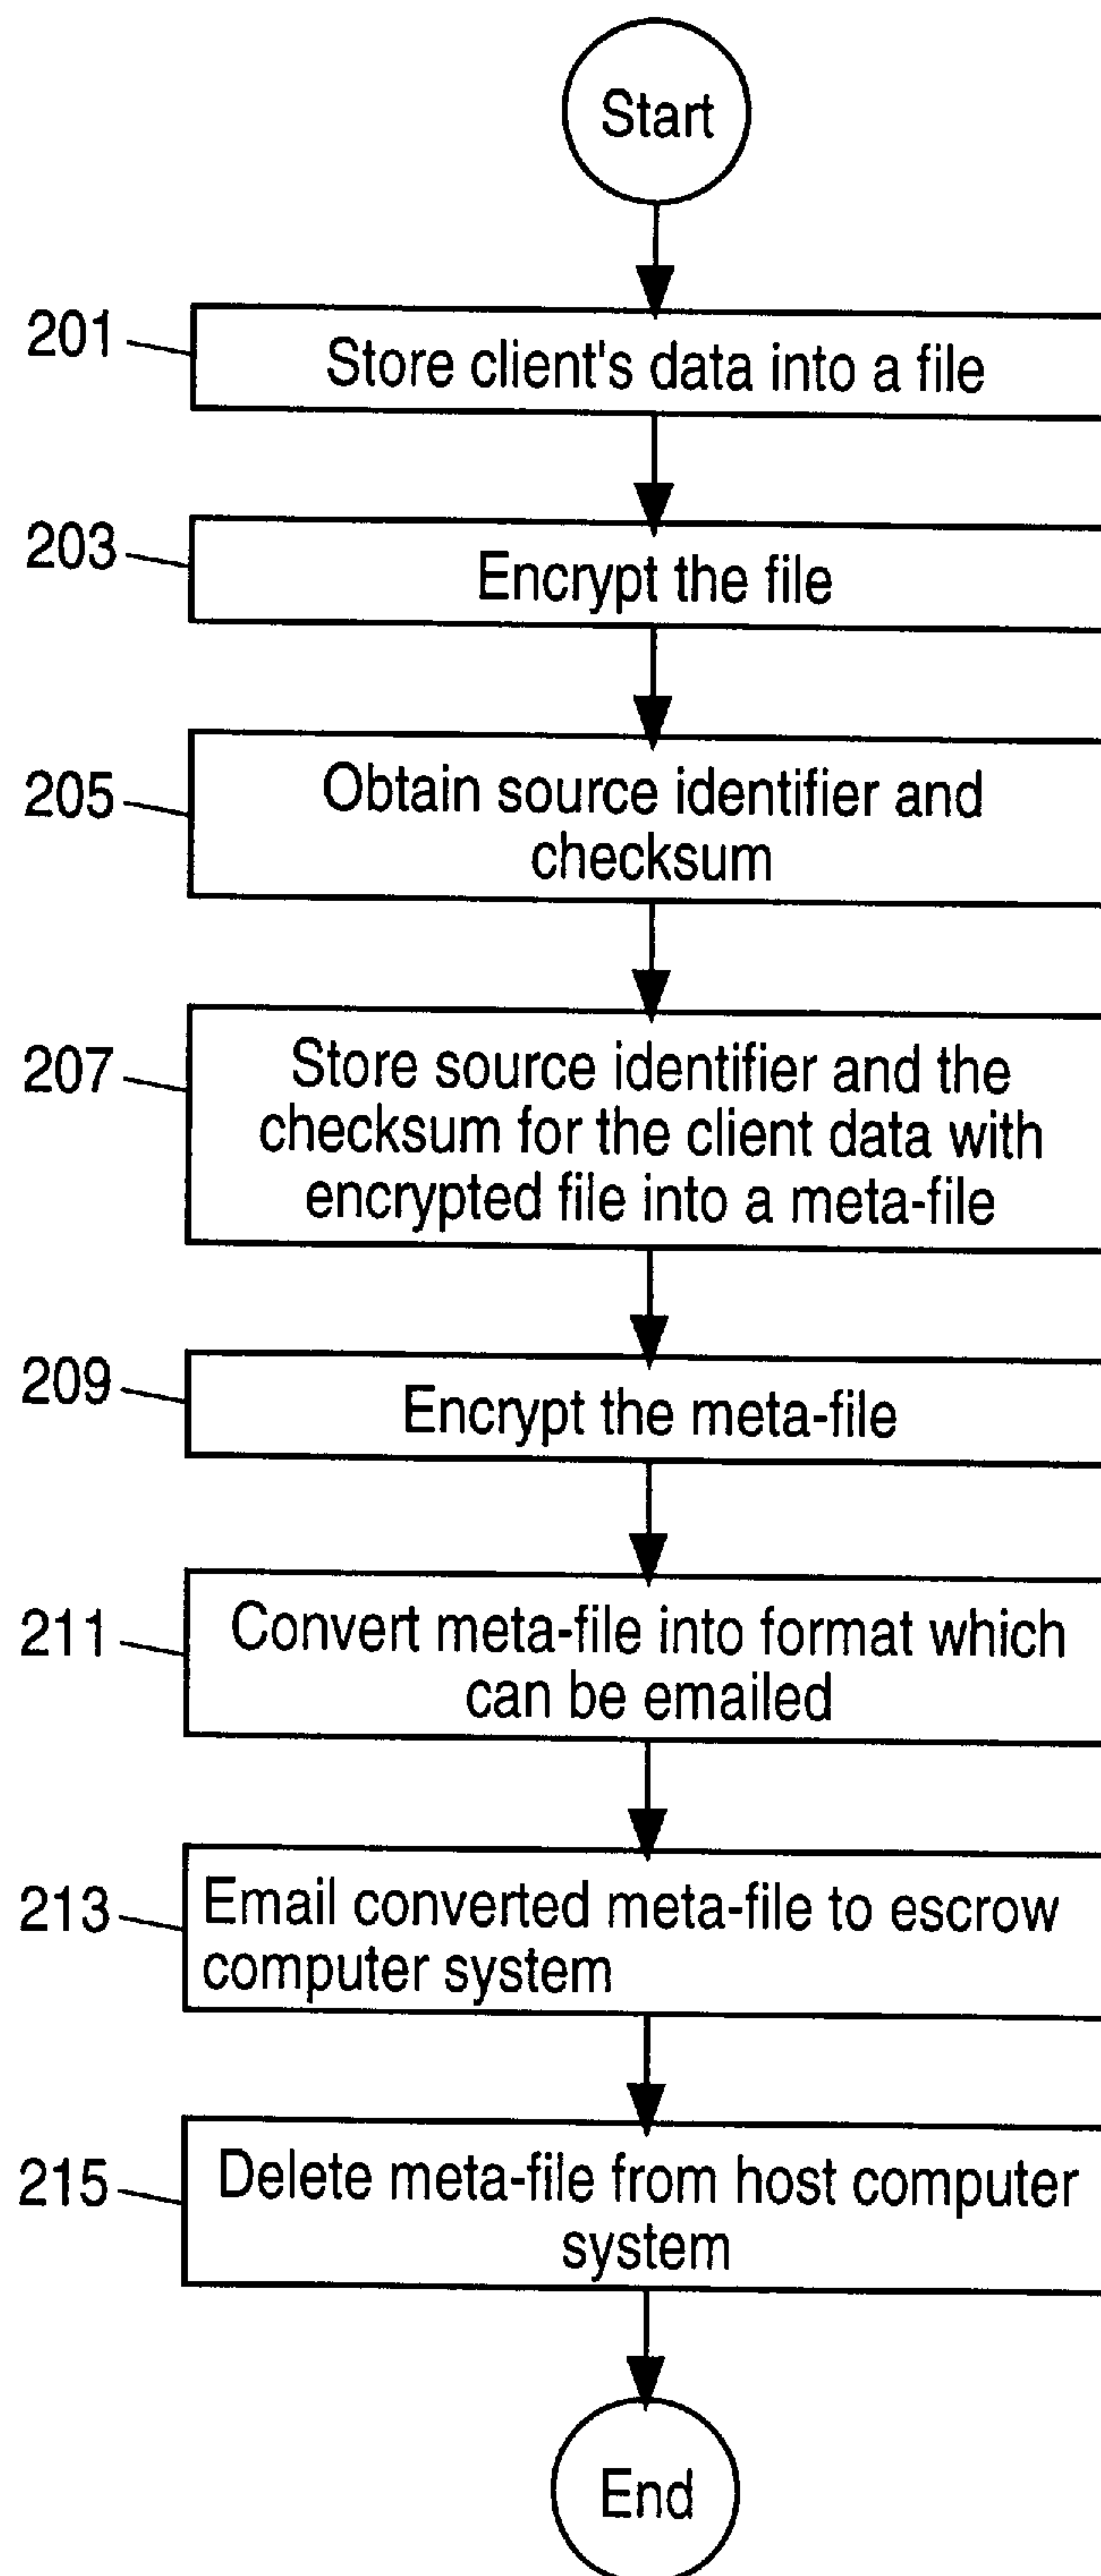 Start
201
Store client's data into a file
203
Encrypt the file
205
Obtain source identifier and
checksum
207
Store source identifier and the
checksum for the client data with
encrypted file into a meta-file
209
Encrypt the meta-file
211
Convert meta-file into format which
can be emailed
213
Email converted meta-file to escrow
computer system
215
Delete meta-file from host computer
system
End